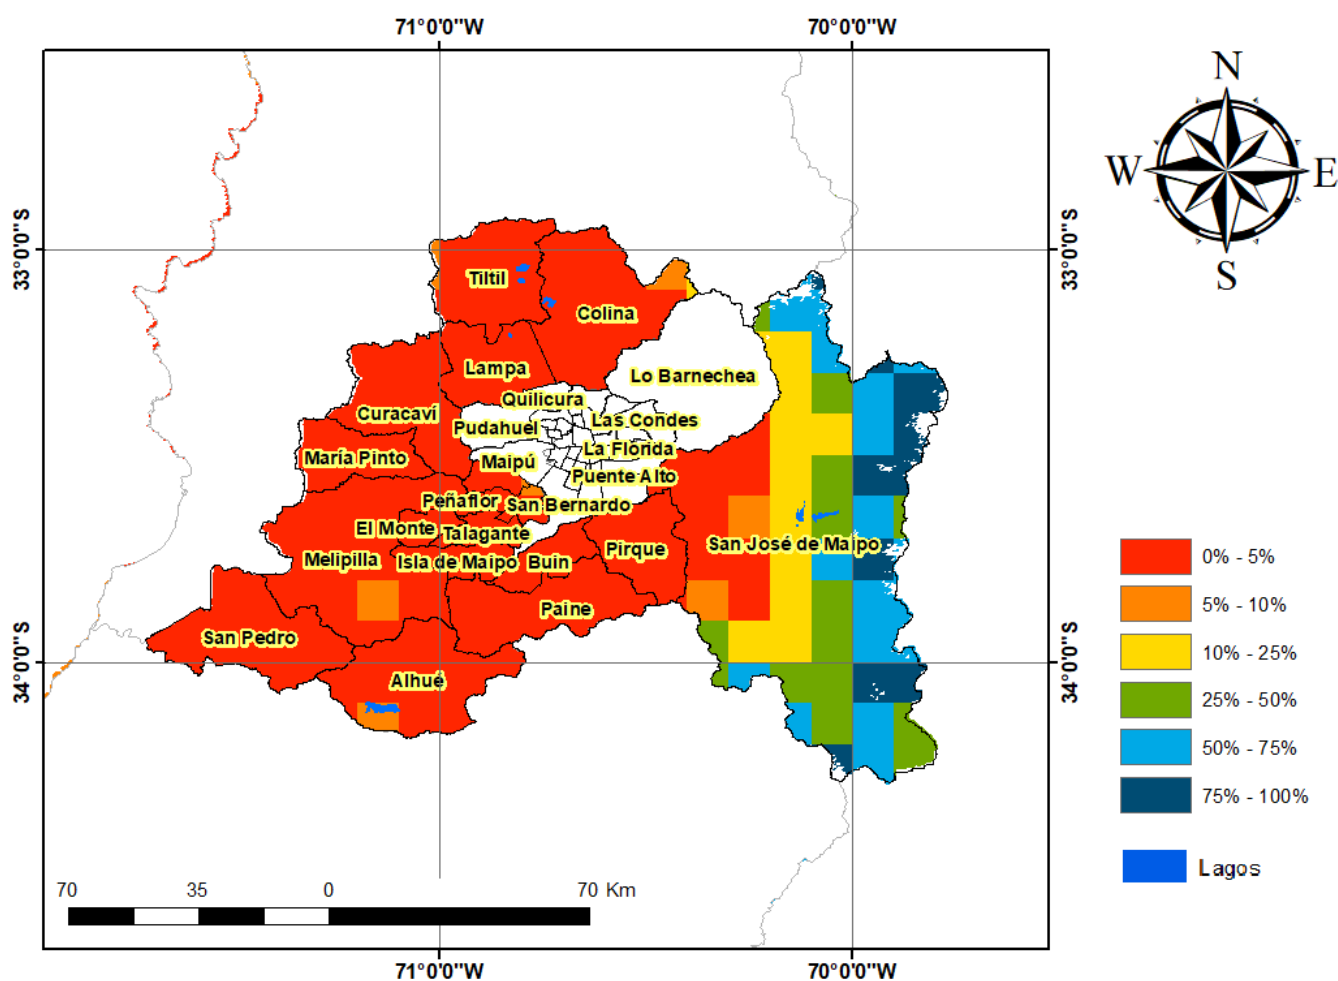 71°0'0"W
70°0'0"W
N
W
E
S
33°0'0"S
33°0'0"S
Tiltil
Colina
Lampa
Lo Barnechea
Quilicura
Curacaví
Las Condes
Pudahuel
La Florida
María Pinto
Maipú
Puente Alto
Peñaflor
San Bernardo
El Monte
Talagante
San José de Maipo
Pirque
Melipilla
Isla de Maipo
Buin
Paine
San Pedro
Alhué
34°0'0"S
34°0'0"S
0% - 5%
5% - 10%
10% - 25%
25% - 50%
50% - 75%
75% - 100%
Lagos
70
35
0
70 Km
71°0'0"W
70°0'0"W